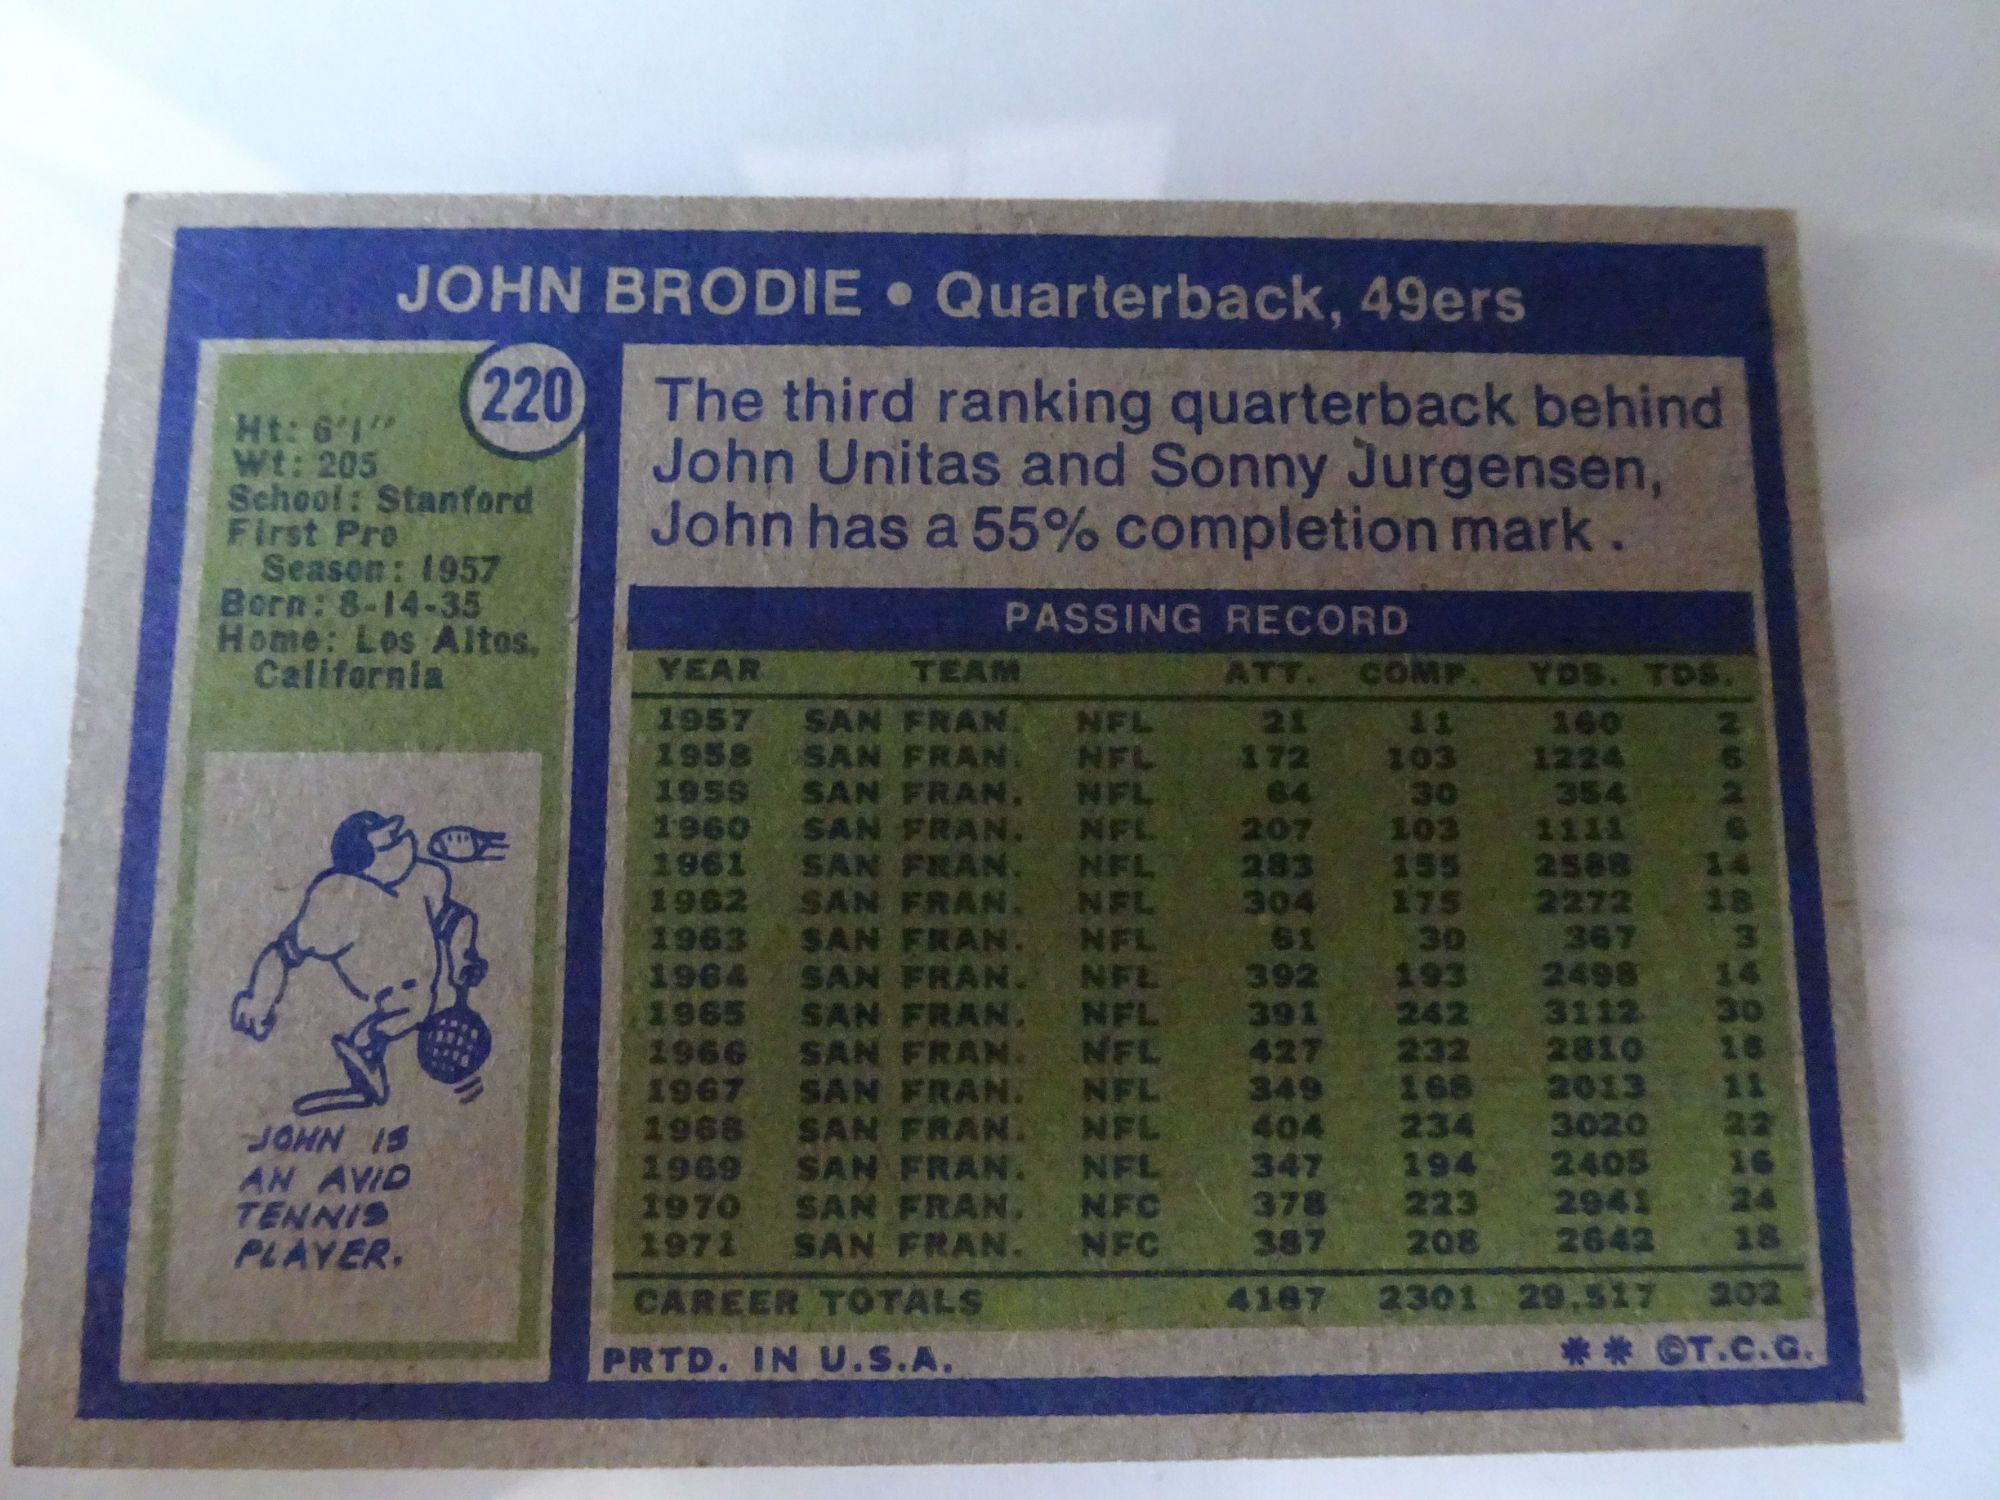 JOHN BRODIE • Quarterback, 49ers
220
Ht: 6'1"
Wt: 205
School: Stanford
First Pro
Season: 1957
Born: 8-14-35
Home: Los Altos,
California
JOHN IS
AN AVID
TENNIS
PLAYER.
The third ranking quarterback behind
John Unitas and Sonny Jurgensen,
John has a 55% completion mark .
PASSING RECORD
YEAR TEAM ATT. COMP. YDS. TDS.
1957 SAN FRAN. NFL 21 11 160 2
1958 SAN FRAN. NFL 172 103 1224 6
1959 SAN FRAN. NFL 64 30 354 2
1960 SAN FRAN. NFL 207 103 1111 6
1961 SAN FRAN. NFL 283 155 2588 14
1962 SAN FRAN. NFL 304 175 2272 18
1963 SAN FRAN. NFL 61 30 367 3
1964 SAN FRAN. NFL 392 193 2498 14
1965 SAN FRAN. NFL 391 242 3112 30
1966 SAN FRAN. NFL 427 232 2810 16
1967 SAN FRAN. NFL 349 168 2013 11
1968 SAN FRAN. NFL 404 234 3020 22
1969 SAN FRAN. NFL 347 194 2405 16
1970 SAN FRAN. NFC 378 223 2941 24
1971 SAN FRAN. NFC 387 208 2642 18
CAREER TOTALS 4187 2301 29,517 202
PRTD. IN U.S.A. ** ©T.C.G.